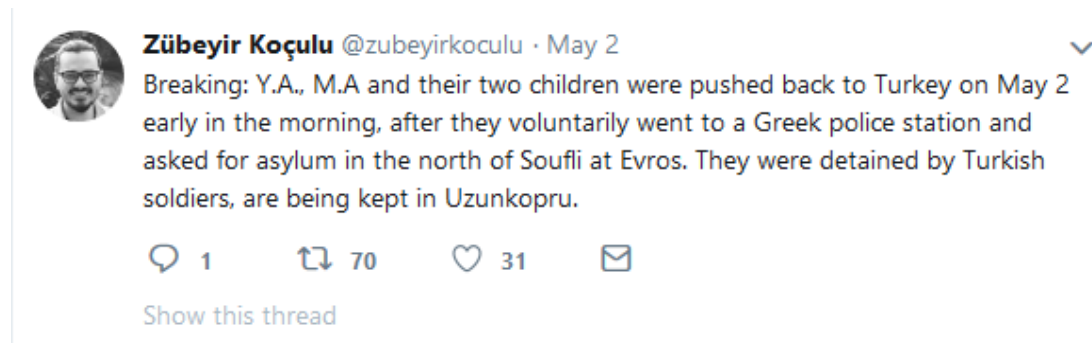 Zübeyir Koçulu @zubeyirkoculu · May 2
Breaking: Y.A., M.A and their two children were pushed back to Turkey on May 2
early in the morning, after they voluntarily went to a Greek police station and
asked for asylum in the north of Soufli at Evros. They were detained by Turkish
soldiers, are being kept in Uzunkopru.
1 70 31
Show this thread